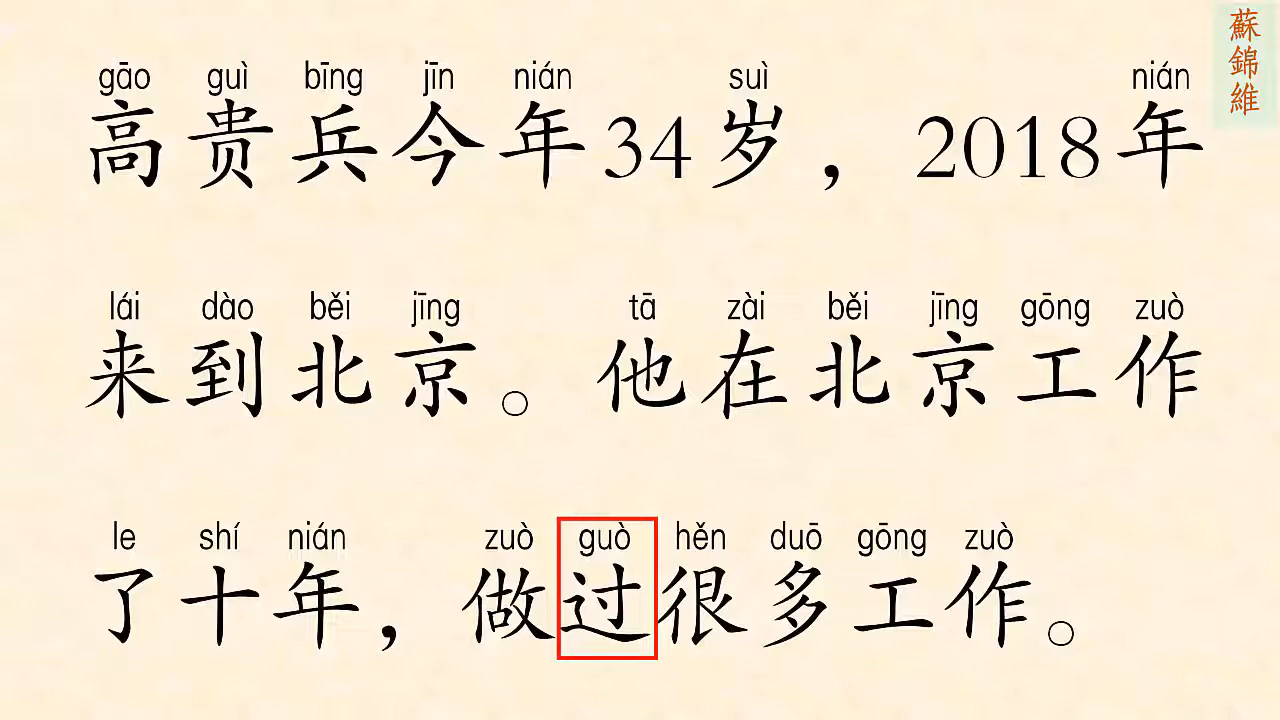 gāo guì bīng jīn nián suì nián
高贵兵今年34岁，2018年
lái dào běi jīng tā zài běi jīng gōng zuò
来到北京。他在北京工作
le shí nián zuò guò hěn duō gōng zuò
了十年，做过很多工作。
蘇錦維